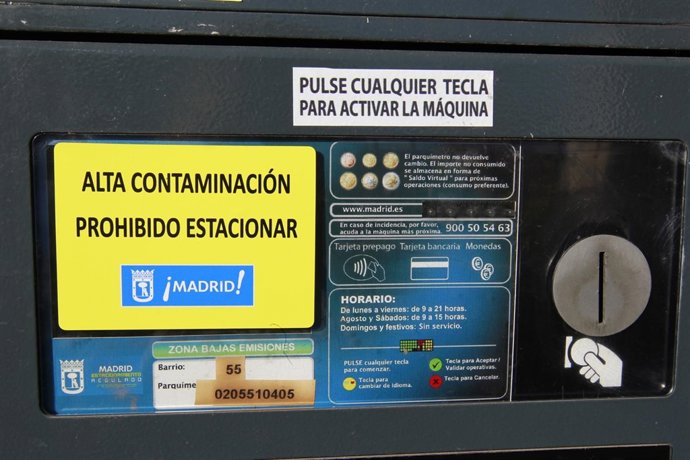 PULSE CUALQUIER TECLA
PARA ACTIVAR LA MÁQUINA
ALTA CONTAMINACIÓN
PROHIBIDO ESTACIONAR
¡MADRID!
El parquímetro no devuelve
cambio. El importe no consumido
se almacena en forma de
"Saldo Virtual" para próximas
operaciones (consumo preferente).
www.madrid.es
En caso de incidencia, por favor,
acuda a la máquina más próxima.
900 50 54 63
Tarjeta prepago Tarjeta bancaria Monedas
HORARIO:
De lunes a viernes: de 9 a 21 horas.
Agosto y Sábados: de 9 a 15 horas.
Domingos y festivos: Sin servicio.
PULSE cualquier tecla
para comenzar.
Tecla para
cambiar de idioma.
Tecla para Aceptar /
Validar operativas.
Tecla para Cancelar.
ZONA BAJAS EMISIONES
MADRID
ESTACIONAMIENTO
REGULADO
Barrio: 55
Parquíme
0205510405